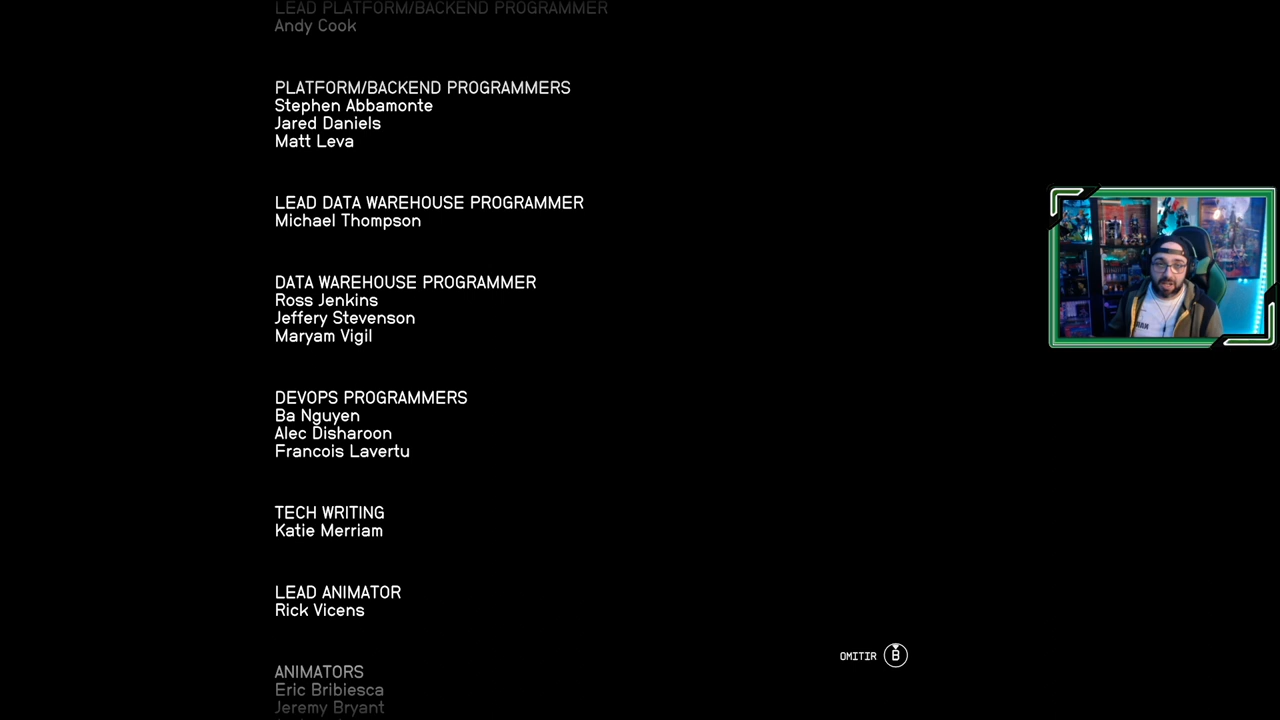 LEAD PLATFORM/BACKEND PROGRAMMER
Andy Cook
PLATFORM/BACKEND PROGRAMMERS
Stephen Abbamonte
Jared Daniels
Matt Leva
LEAD DATA WAREHOUSE PROGRAMMER
Michael Thompson
DATA WAREHOUSE PROGRAMMER
Ross Jenkins
Jeffery Stevenson
Maryam Vigil
DEVOPS PROGRAMMERS
Ba Nguyen
Alec Disharoon
Francois Lavertu
TECH WRITING
Katie Merriam
LEAD ANIMATOR
Rick Vicens
OMITIR B
ANIMATORS
Eric Bribiesca
Jeremy Bryant